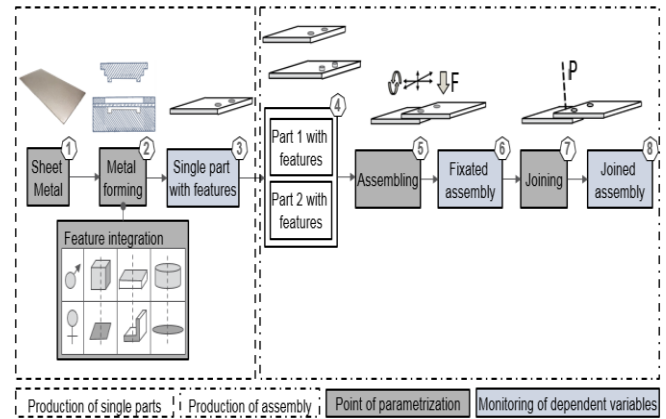 F
P
1
2
3
4
5
6
7
8
Sheet
Metal
Metal
forming
Single part
with features
Part 1 with
features
Part 2 with
features
Assembling
Fixated
assembly
Joining
Joined
assembly
Feature integration
Production of single parts
Production of assembly
Point of parametrization
Monitoring of dependent variables